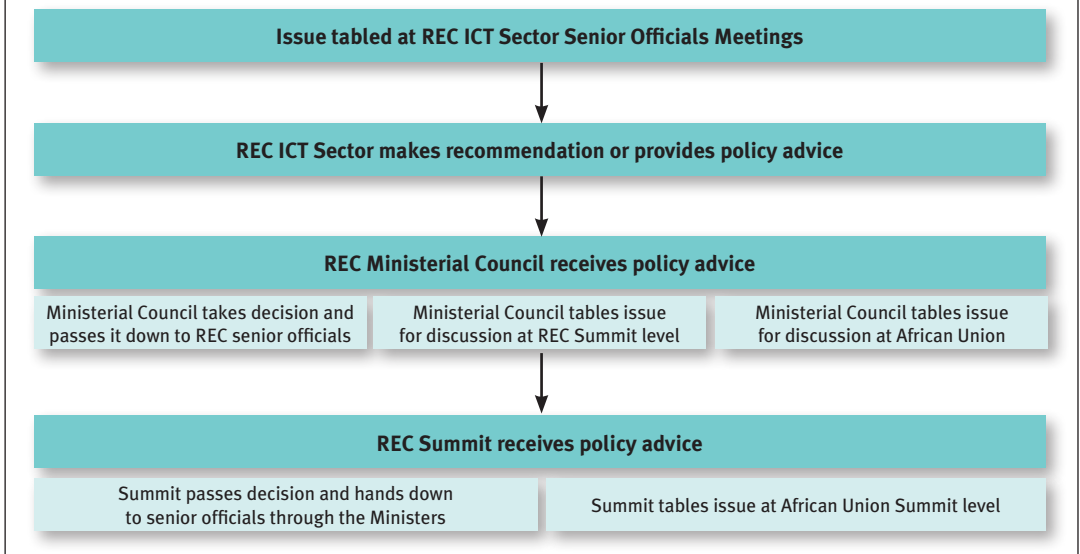 Issue tabled at REC ICT Sector Senior Officials Meetings
REC ICT Sector makes recommendation or provides policy advice
REC Ministerial Council receives policy advice
Ministerial Council takes decision and
passes it down to REC senior officials
Ministerial Council tables issue
for discussion at REC Summit level
Ministerial Council tables issue
for discussion at African Union
REC Summit receives policy advice
Summit passes decision and hands down
to senior officials through the Ministers
Summit tables issue at African Union Summit level